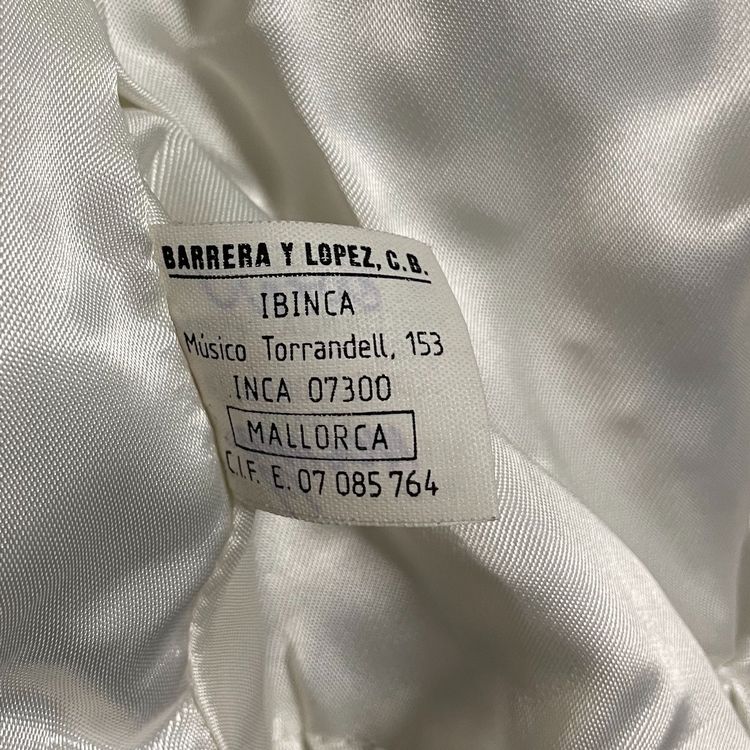 BARRERA Y LOPEZ, C.B.
IBINCA
Músico Torrandell, 153
INCA 07300
MALLORCA
C.I.F. E. 07 085 764